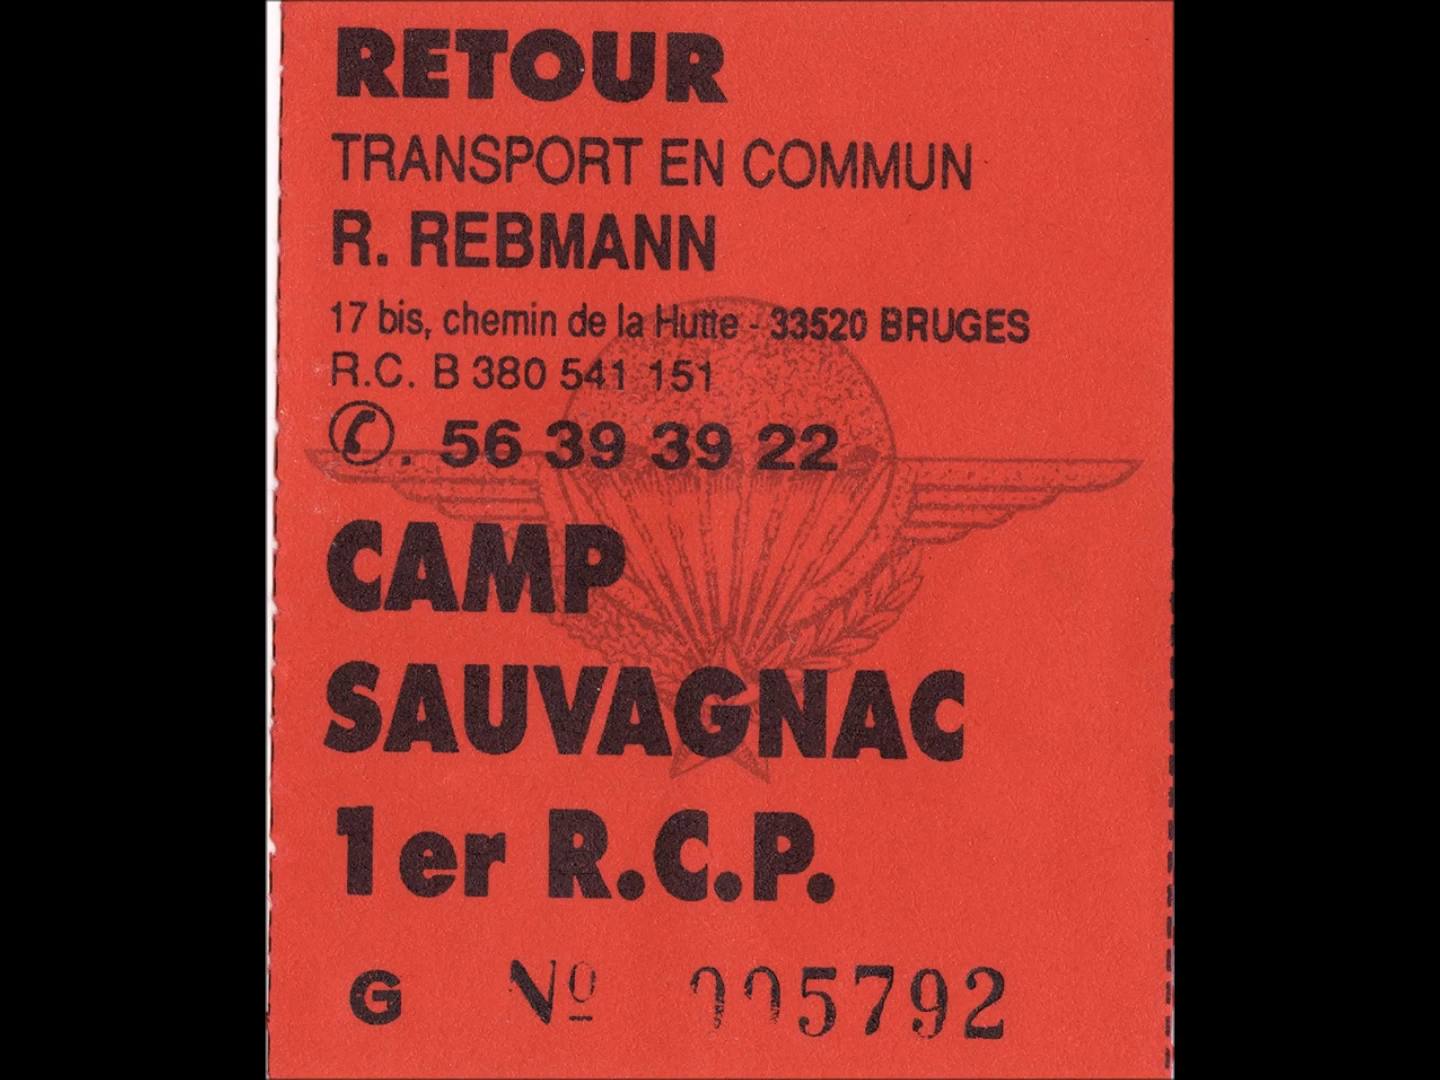 RETOUR
TRANSPORT EN COMMUN
R. REBMANN
17 bis, chemin de la Hutte - 33520 BRUGES
R.C. B 380 541 151
✆. 56 39 39 22
CAMP
SAUVAGNAC
1er R.C.P.
G Nº 005792